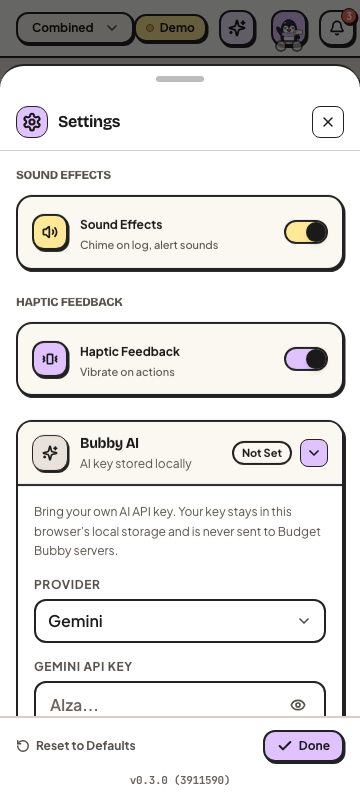 Combined
Demo
3
Settings
SOUND EFFECTS
Sound Effects
Chime on log, alert sounds
HAPTIC FEEDBACK
Haptic Feedback
Vibrate on actions
Bubby AI
AI key stored locally
Not Set
Bring your own AI API key. Your key stays in this
browser's local storage and is never sent to Budget
Bubby servers.
PROVIDER
Gemini
GEMINI API KEY
AIza...
Reset to Defaults
Done
v0.3.0 (3911590)